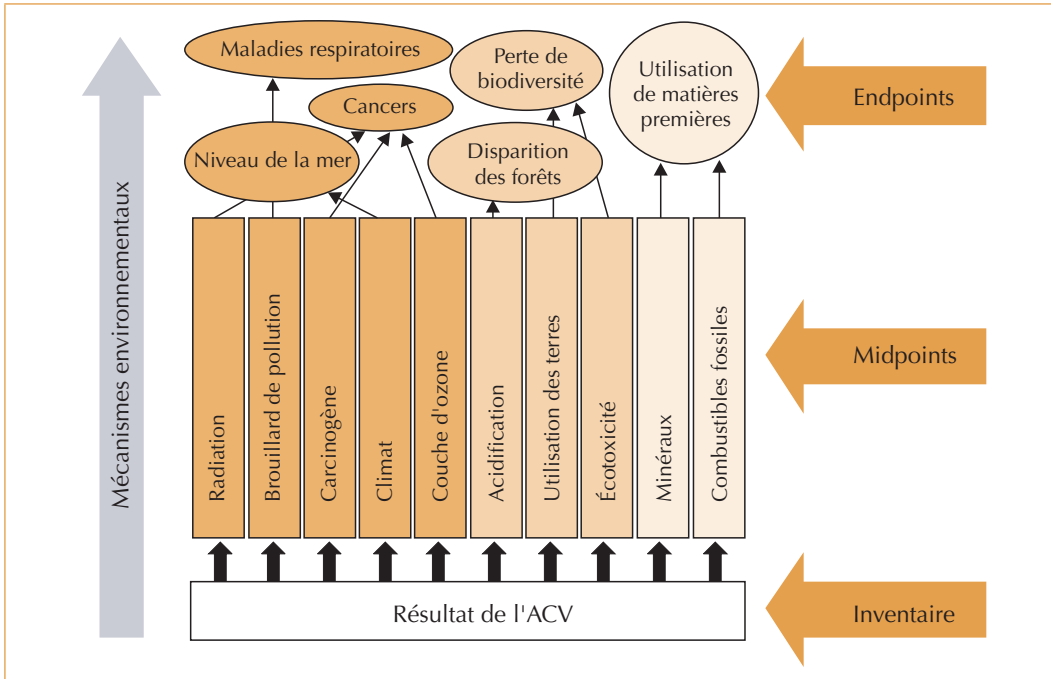 Maladies respiratoires
Perte de
biodiversité
Utilisation
de matières
premières
Endpoints
Cancers
Niveau de la mer
Disparition
des forêts
Mécanismes environnementaux
Radiation
Brouillard de pollution
Carcinogène
Climat
Couche d'ozone
Acidification
Utilisation des terres
Écotoxicité
Minéraux
Combustibles fossiles
Midpoints
Résultat de l'ACV
Inventaire